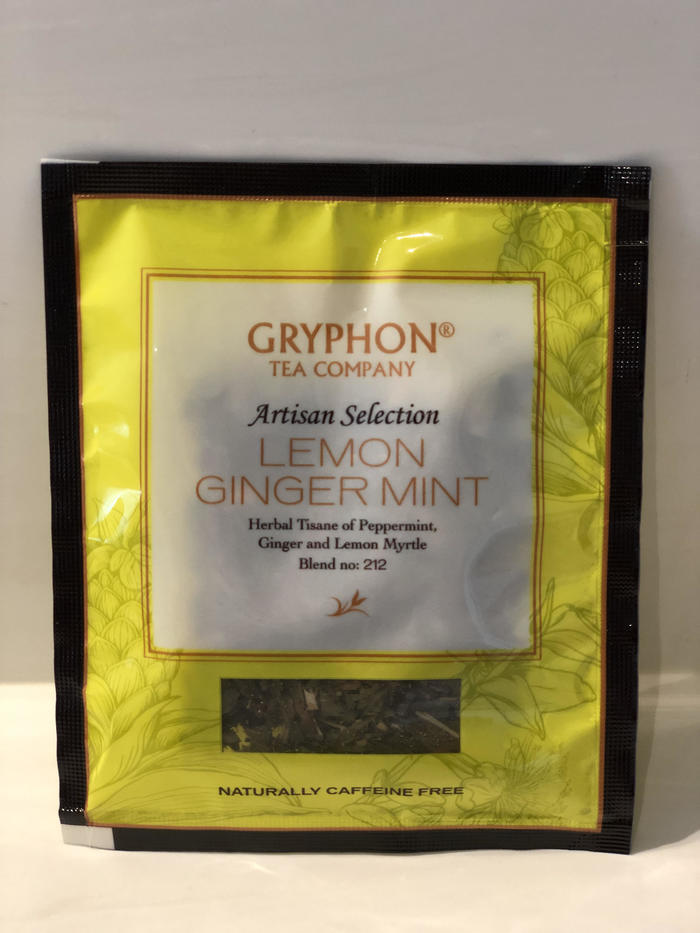 GRYPHON®
TEA COMPANY
Artisan Selection
LEMON
GINGER MINT
Herbal Tisane of Peppermint,
Ginger and Lemon Myrtle
Blend no: 212
NATURALLY CAFFEINE FREE